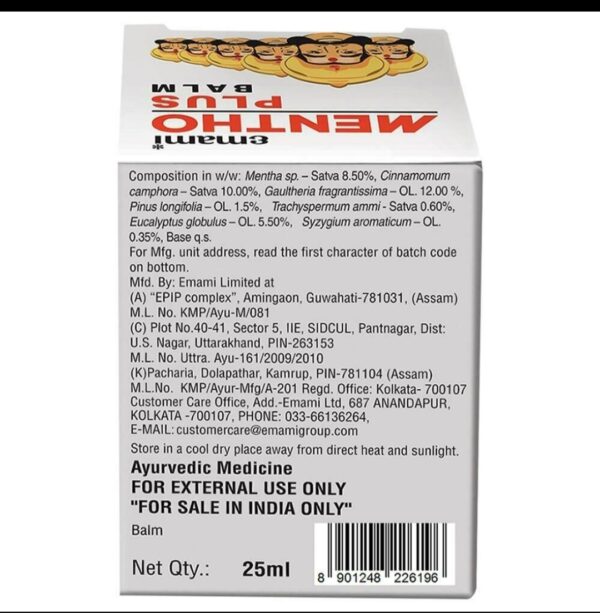 BALM
PLUS
MENTHO
emami*
Composition in w/w: Mentha sp. – Satva 8.50%, Cinnamomum
camphora – Satva 10.00%, Gaultheria fragrantissima – OL. 12.00 %,
Pinus longifolia – OL. 1.5%, Trachyspermum ammi - Satva 0.60%,
Eucalyptus globulus – OL. 5.50%, Syzygium aromaticum – OL.
0.35%, Base q.s.
For Mfg. unit address, read the first character of batch code
on bottom.
Mfd. By: Emami Limited at
(A) “EPIP complex”, Amingaon, Guwahati-781031, (Assam)
M.L. No. KMP/Ayu-M/081
(C) Plot No.40-41, Sector 5, IIE, SIDCUL, Pantnagar, Dist:
U.S. Nagar, Uttarakhand, PIN-263153
M.L. No. Uttra. Ayu-161/2009/2010
(K)Pacharia, Dolapathar, Kamrup, PIN-781104 (Assam)
M.L.No. KMP/Ayur-Mfg/A-201 Regd. Office: Kolkata- 700107
Customer Care Office, Add.-Emami Ltd, 687 ANANDAPUR,
KOLKATA -700107, PHONE: 033-66136264,
E-MAIL: customercare@emamigroup.com
Store in a cool dry place away from direct heat and sunlight.
Ayurvedic Medicine
FOR EXTERNAL USE ONLY
"FOR SALE IN INDIA ONLY"
Balm
Net Qty.: 25ml
8 901248 226196